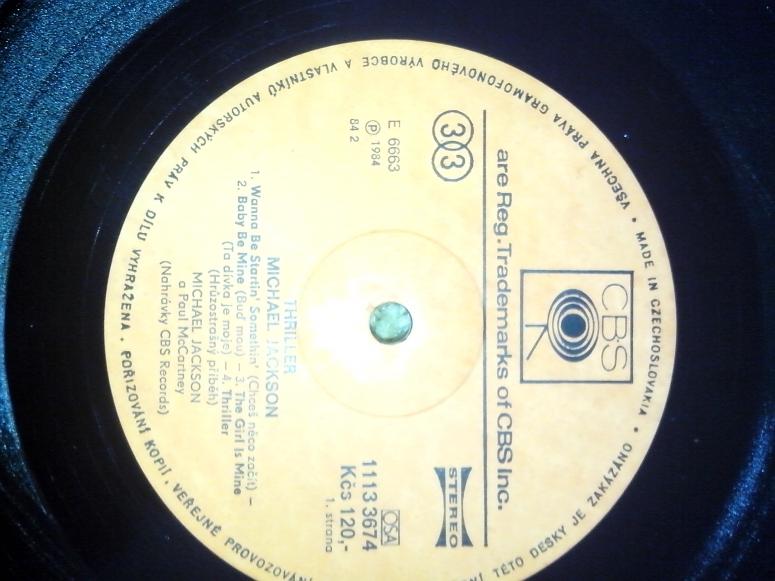 VŠECHNA PRÁVA GRAMOFONOVÉHO VÝROBCE A VLASTNÍKŮ AUTORSKÝCH PRÁV K DÍLU VYHRAŽENA. POŘIZOVÁNÍ KOPIÍ, VEŘEJNÉ PROVOZOVÁNÍ
TÉTO DESKY JE ZAKÁZÁNO • MADE IN CZECHOSLOVAKIA •
CBS
are Reg. Trademarks of CBS Inc.
33
STEREO
E 6663
Ⓟ 1984
84 2
OSA
1113 3674
Kčs 120,-
1. strana
THRILLER
MICHAEL JACKSON
1. Wanna Be Startin' Somethin' (Chceš něco začít) –
2. Baby Be Mine (Buď mou) – 3. The Girl Is Mine
(Ta dívka je moje) – 4. Thriller
(Hrůzostrašný příběh)
MICHAEL JACKSON
a Paul McCartney
(Nahrávky CBS Records)